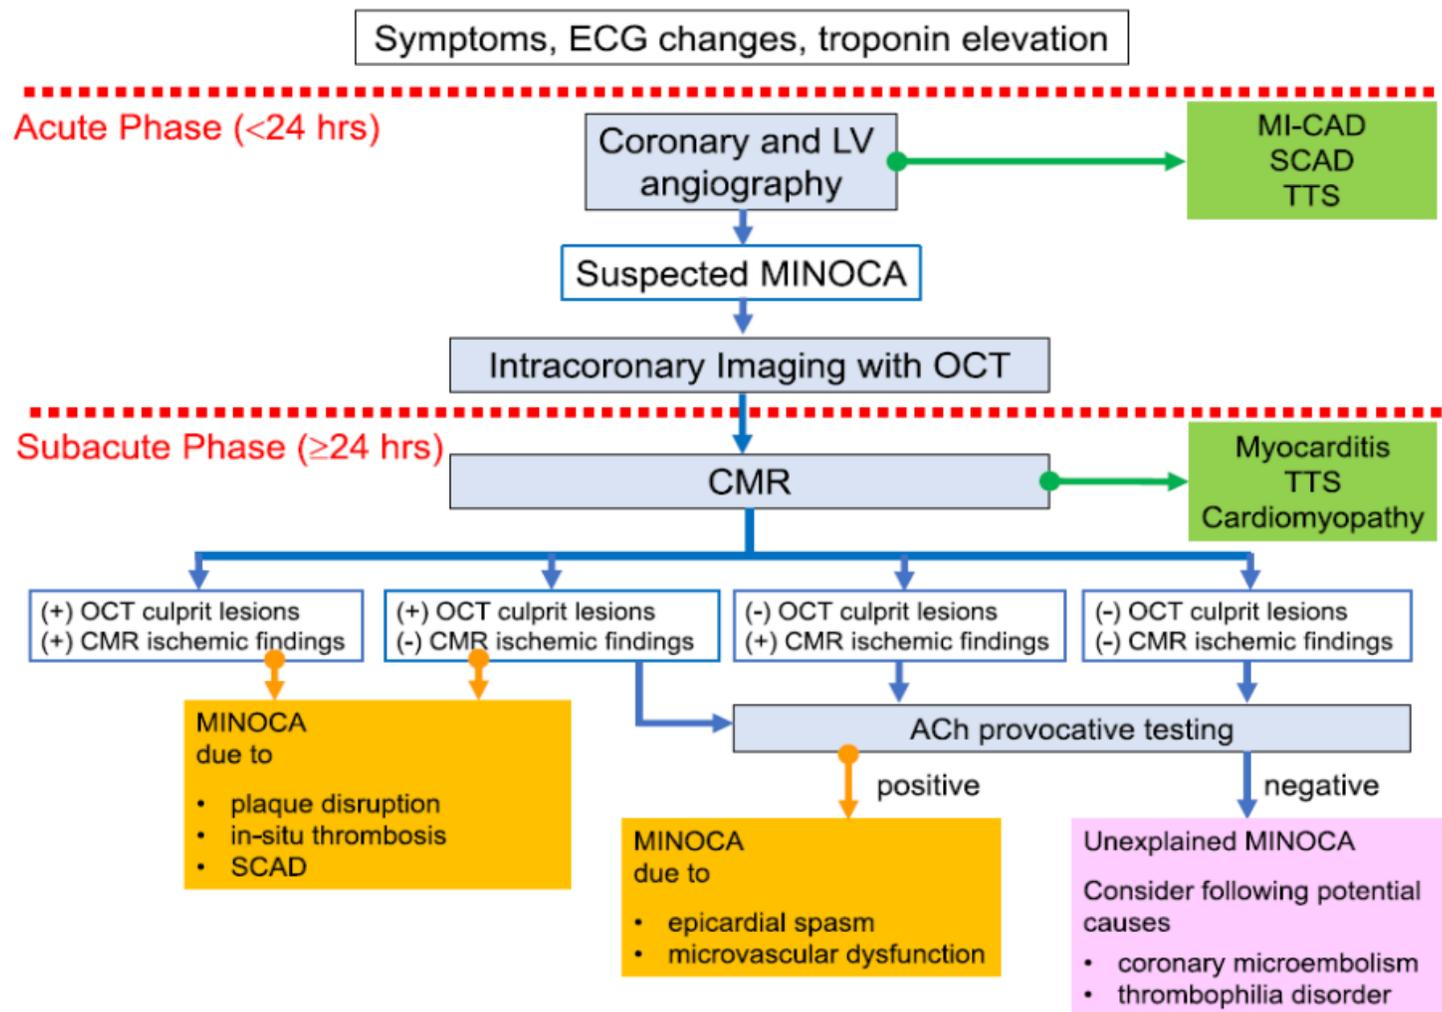 Symptoms, ECG changes, troponin elevation
Acute Phase (<24 hrs)
Coronary and LV
angiography
MI-CAD
SCAD
TTS
Suspected MINOCA
Intracoronary Imaging with OCT
Subacute Phase (≥24 hrs)
CMR
Myocarditis
TTS
Cardiomyopathy
(+) OCT culprit lesions
(+) CMR ischemic findings
(+) OCT culprit lesions
(-) CMR ischemic findings
(-) OCT culprit lesions
(+) CMR ischemic findings
(-) OCT culprit lesions
(-) CMR ischemic findings
MINOCA
due to
• plaque disruption
• in-situ thrombosis
• SCAD
ACh provocative testing
positive
negative
MINOCA
due to
• epicardial spasm
• microvascular dysfunction
Unexplained MINOCA
Consider following potential
causes
• coronary microembolism
• thrombophilia disorder